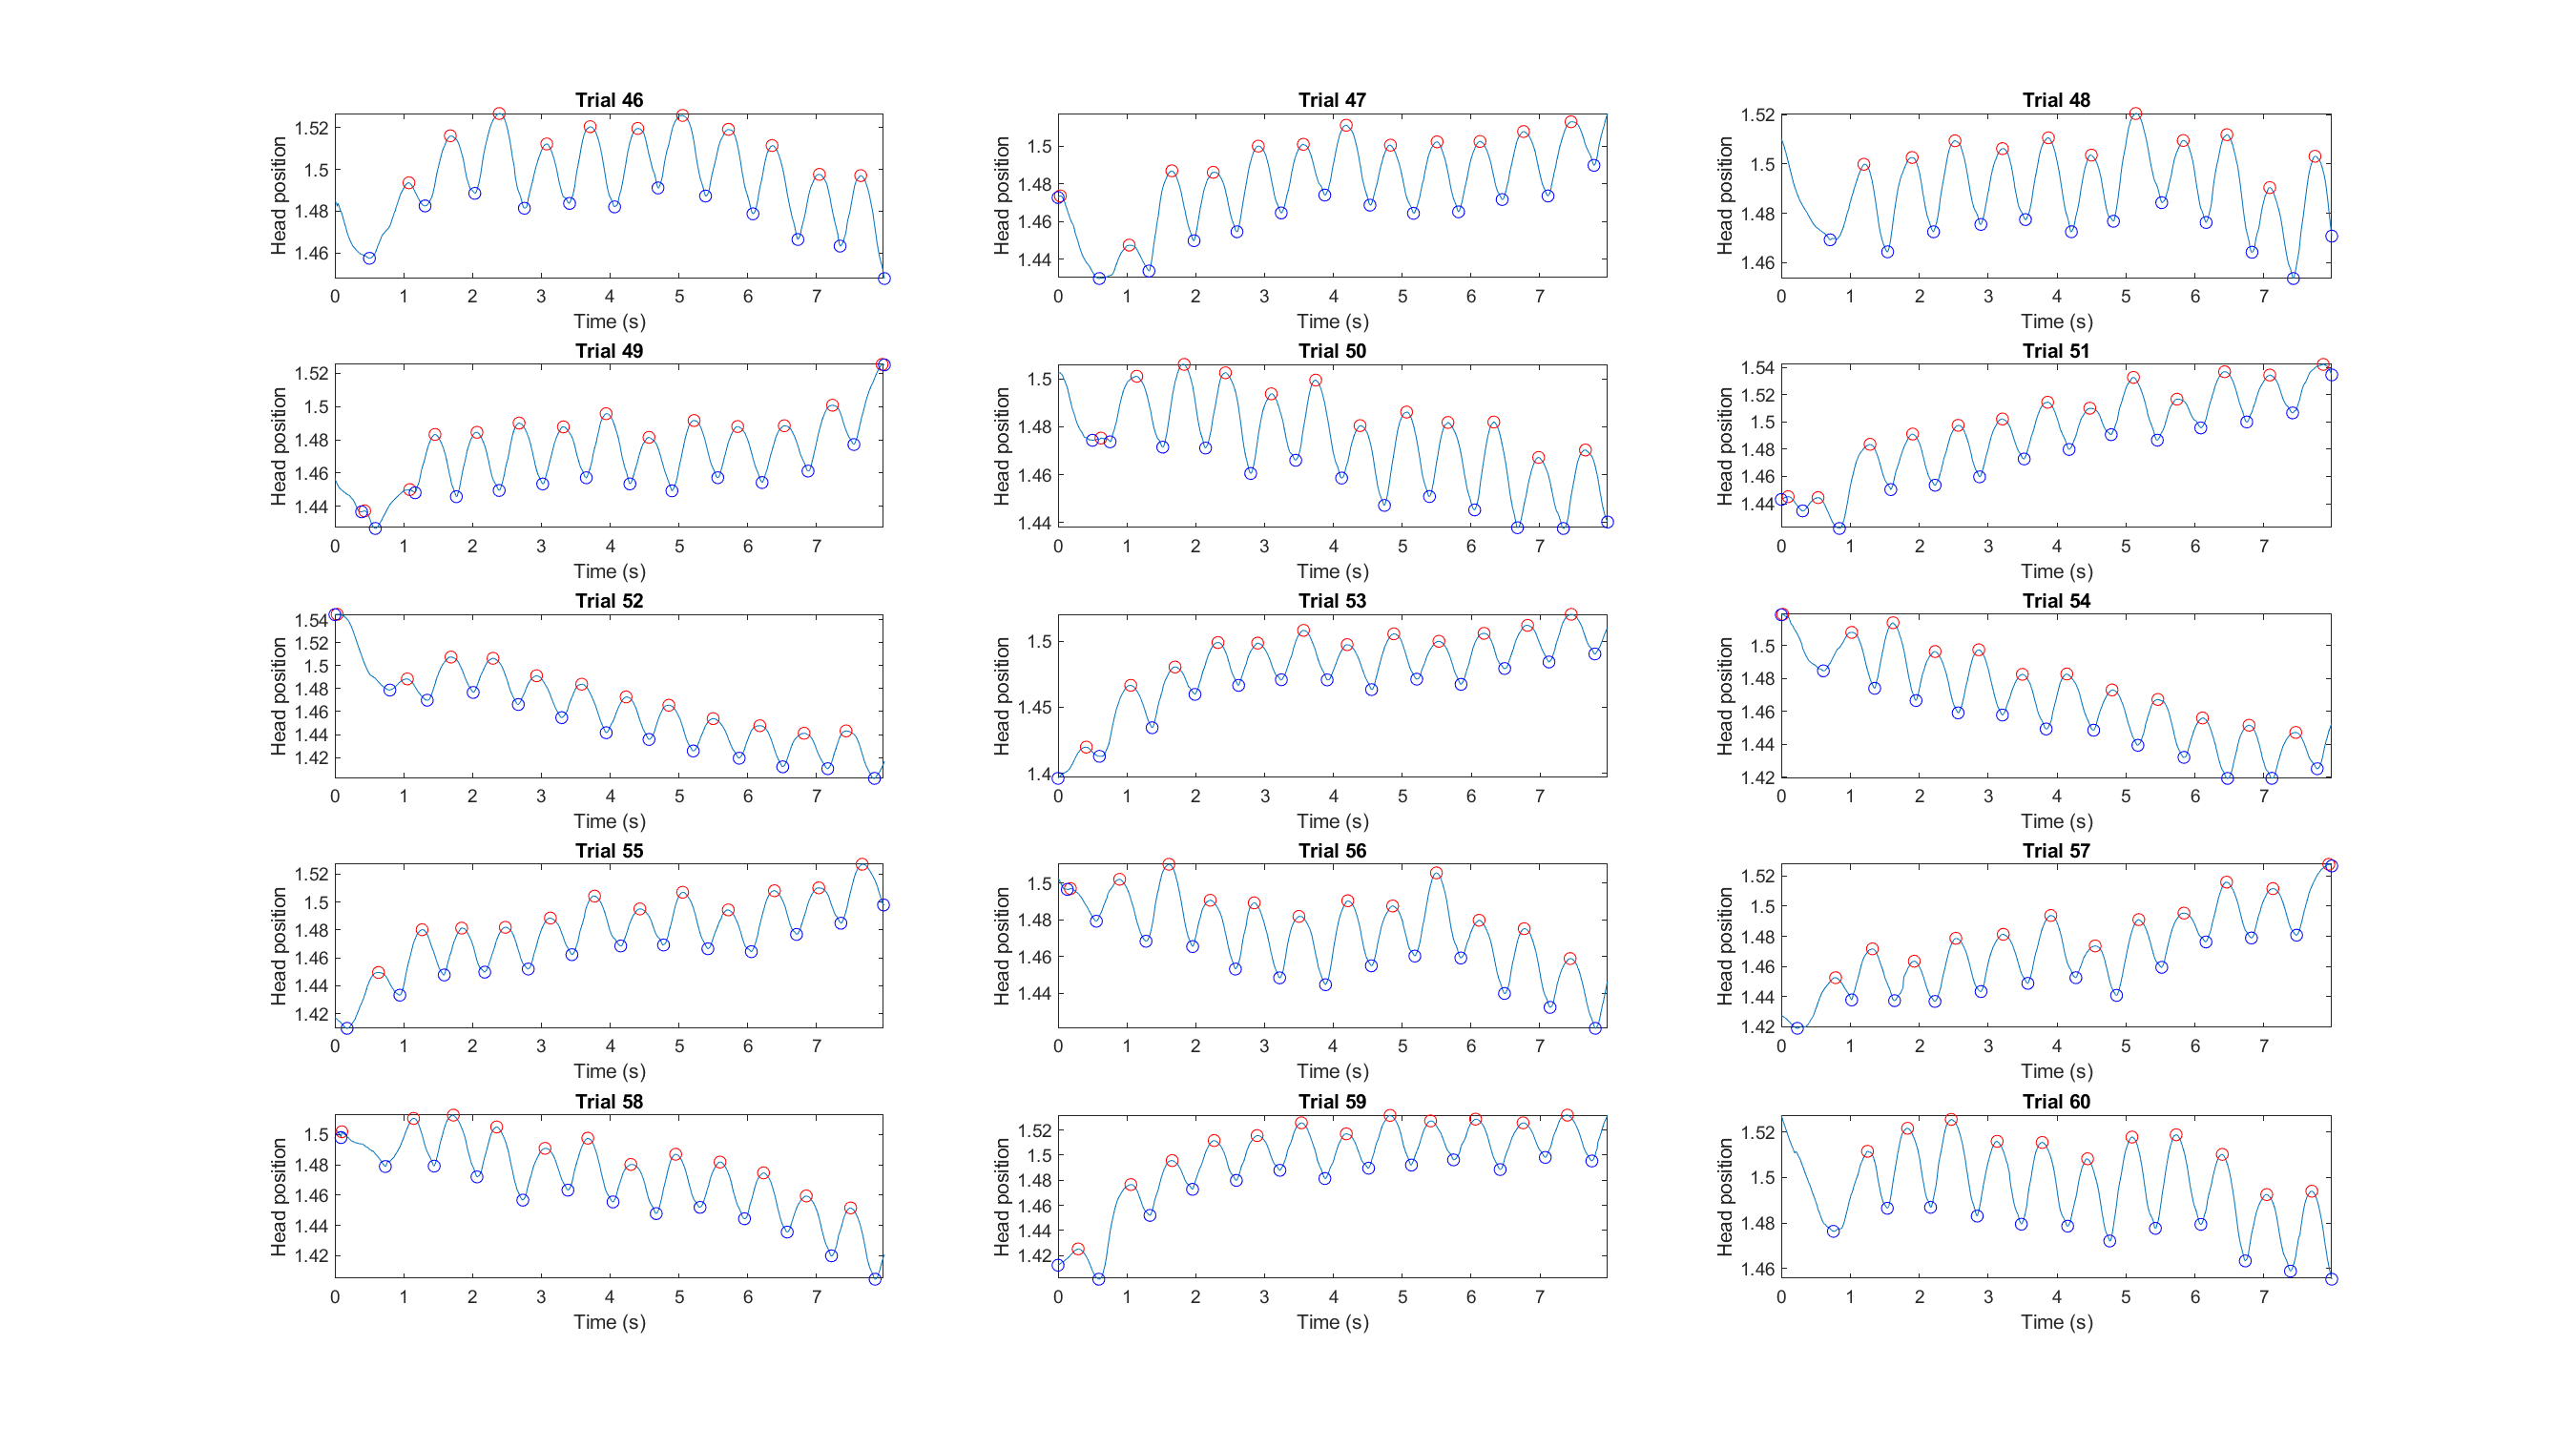 Trial 46
Head position
1.52
1.5
1.48
1.46
0 1 2 3 4 5 6 7
Time (s)
Trial 47
Head position
1.5
1.48
1.46
1.44
0 1 2 3 4 5 6 7
Time (s)
Trial 48
Head position
1.52
1.5
1.48
1.46
0 1 2 3 4 5 6 7
Time (s)
Trial 49
Head position
1.52
1.5
1.48
1.46
1.44
0 1 2 3 4 5 6 7
Time (s)
Trial 50
Head position
1.5
1.48
1.46
1.44
0 1 2 3 4 5 6 7
Time (s)
Trial 51
Head position
1.54
1.52
1.5
1.48
1.46
1.44
0 1 2 3 4 5 6 7
Time (s)
Trial 52
Head position
1.54
1.52
1.5
1.48
1.46
1.44
1.42
0 1 2 3 4 5 6 7
Time (s)
Trial 53
Head position
1.5
1.45
1.4
0 1 2 3 4 5 6 7
Time (s)
Trial 54
Head position
1.5
1.48
1.46
1.44
1.42
0 1 2 3 4 5 6 7
Time (s)
Trial 55
Head position
1.52
1.5
1.48
1.46
1.44
1.42
0 1 2 3 4 5 6 7
Time (s)
Trial 56
Head position
1.5
1.48
1.46
1.44
0 1 2 3 4 5 6 7
Time (s)
Trial 57
Head position
1.52
1.5
1.48
1.46
1.44
1.42
0 1 2 3 4 5 6 7
Time (s)
Trial 58
Head position
1.5
1.48
1.46
1.44
1.42
0 1 2 3 4 5 6 7
Time (s)
Trial 59
Head position
1.52
1.5
1.48
1.46
1.44
1.42
0 1 2 3 4 5 6 7
Time (s)
Trial 60
Head position
1.52
1.5
1.48
1.46
0 1 2 3 4 5 6 7
Time (s)